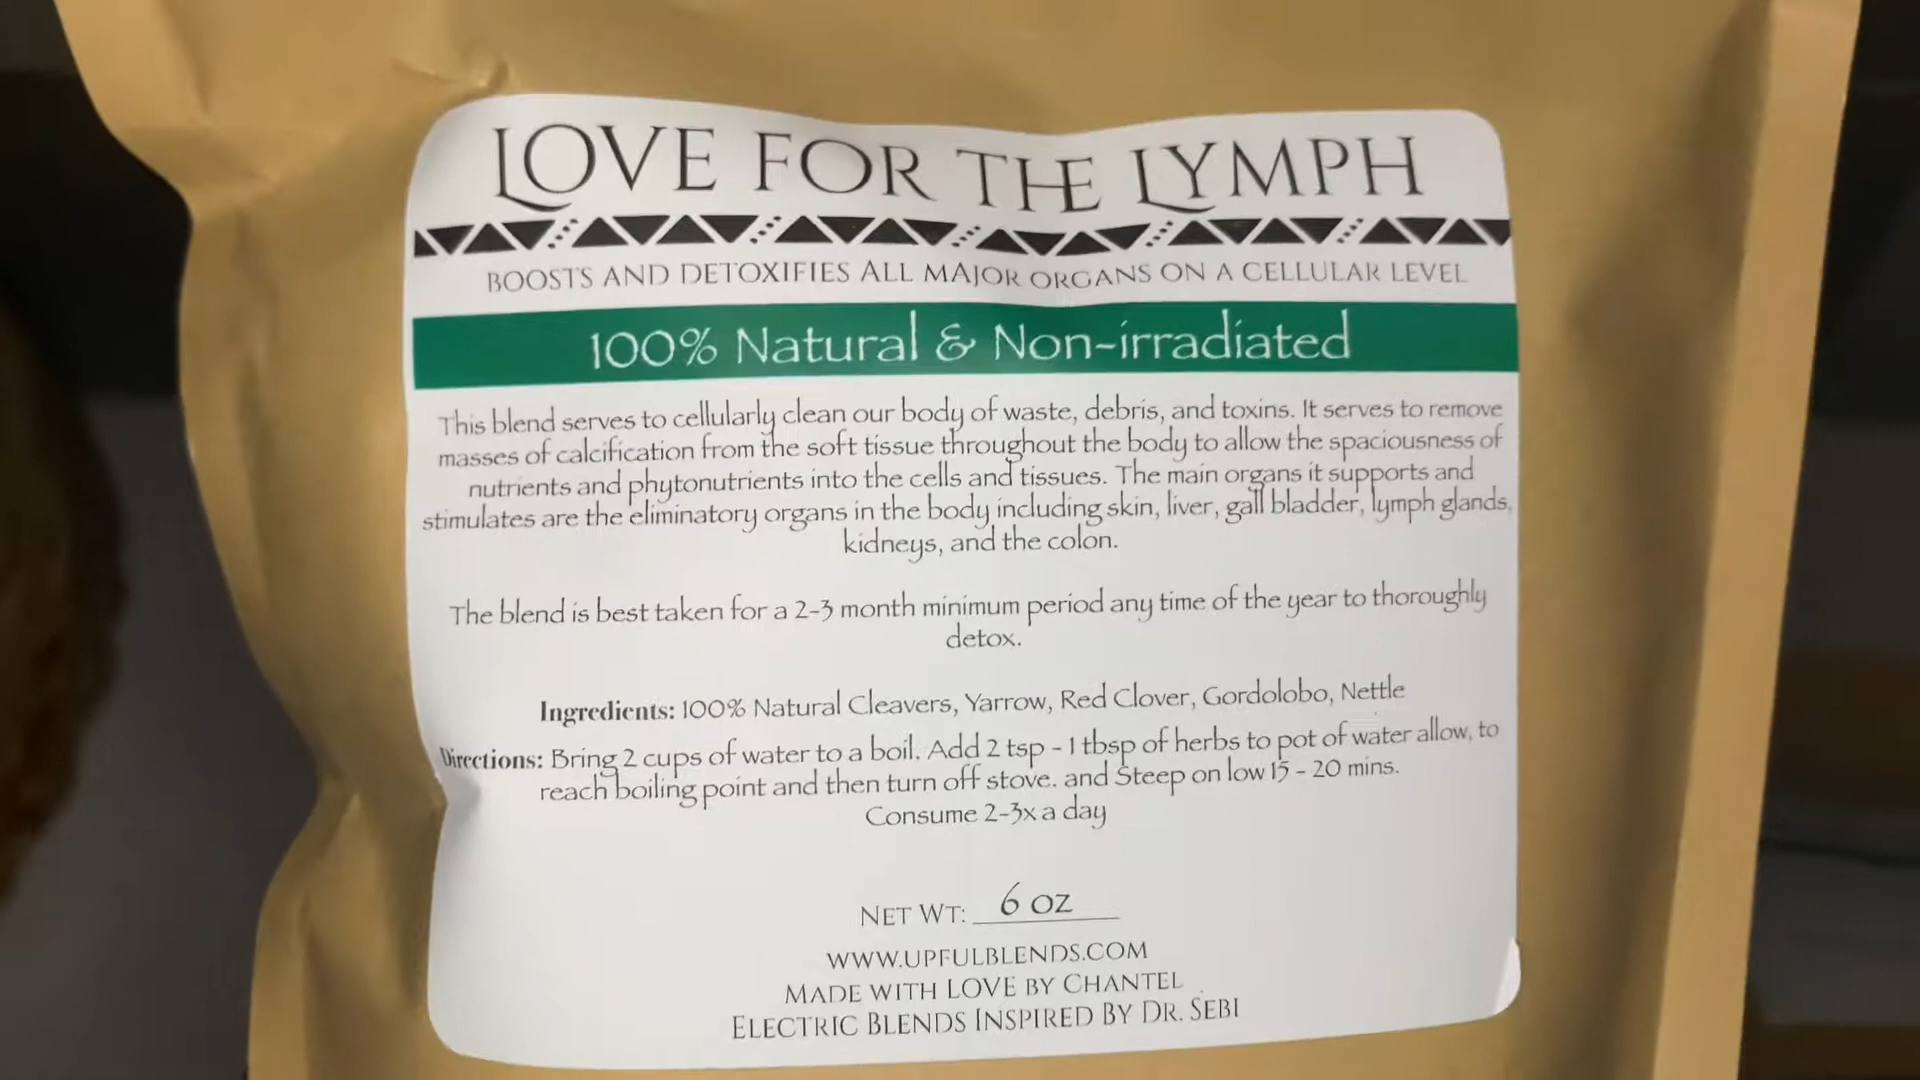 LOVE FOR THE LYMPH
BOOSTS AND DETOXIFIES ALL MAJOR ORGANS ON A CELLULAR LEVEL
100% Natural & Non-irradiated
This blend serves to cellularly clean our body of waste, debris, and toxins. It serves to remove
masses of calcification from the soft tissue throughout the body to allow the spaciousness of
nutrients and phytonutrients into the cells and tissues. The main organs it supports and
stimulates are the eliminatory organs in the body including skin, liver, gall bladder, lymph glands,
kidneys, and the colon.
The blend is best taken for a 2-3 month minimum period any time of the year to thoroughly
detox.
Ingredients: 100% Natural Cleavers, Yarrow, Red Clover, Gordolobo, Nettle
Directions: Bring 2 cups of water to a boil. Add 2 tsp - 1 tbsp of herbs to pot of water allow, to
reach boiling point and then turn off stove. and Steep on low 15 - 20 mins.
Consume 2-3x a day
NET WT: 6 OZ
WWW.UPFULBLENDS.COM
MADE WITH LOVE BY CHANTEL
ELECTRIC BLENDS INSPIRED BY DR. SEBI